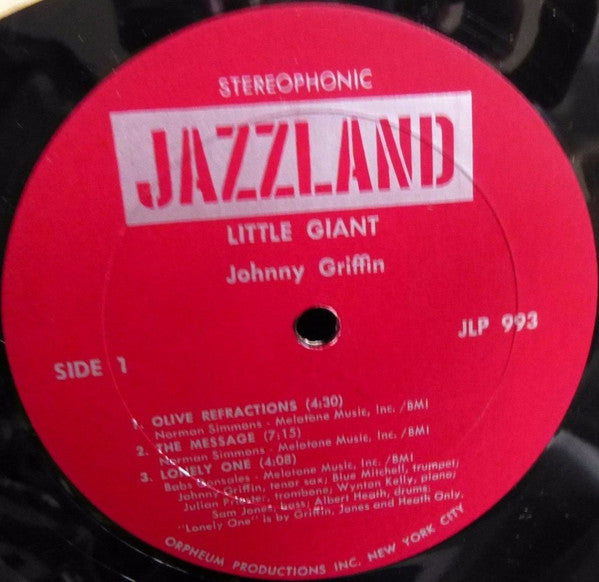 STEREOPHONIC
JAZZLAND
LITTLE GIANT
Johnny Griffin
JLP 993
SIDE 1
1. OLIVE REFRACTIONS (4:30)
Norman Simmons - Melotone Music, Inc. /BMI
2. THE MESSAGE (7:15)
Norman Simmons - Melotone Music, Inc. /BMI
3. LONELY ONE (4:08)
Babs Gonsales - Melotone Music, Inc. /BMI
Johnny Griffin, tenor sax; Blue Mitchell, trumpet;
Julian Priester, trombone; Wynton Kelly, piano;
Sam Jones, bass; Albert Heath, drums.
"Lonely One" is by Griffin, Jones and Heath Only.
ORPHEUM PRODUCTIONS INC. NEW YORK CITY